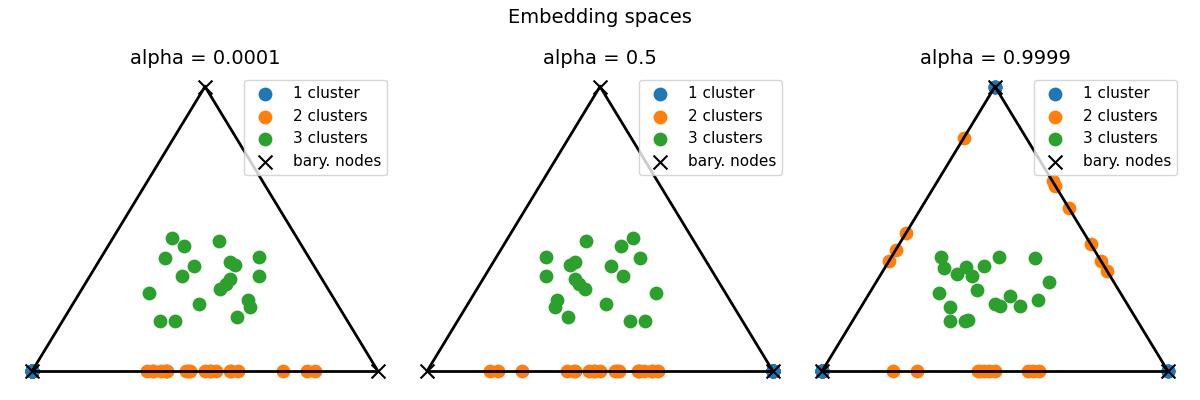 Embedding spaces
alpha = 0.0001
1 cluster
2 clusters
3 clusters
bary. nodes
alpha = 0.5
1 cluster
2 clusters
3 clusters
bary. nodes
alpha = 0.9999
1 cluster
2 clusters
3 clusters
bary. nodes